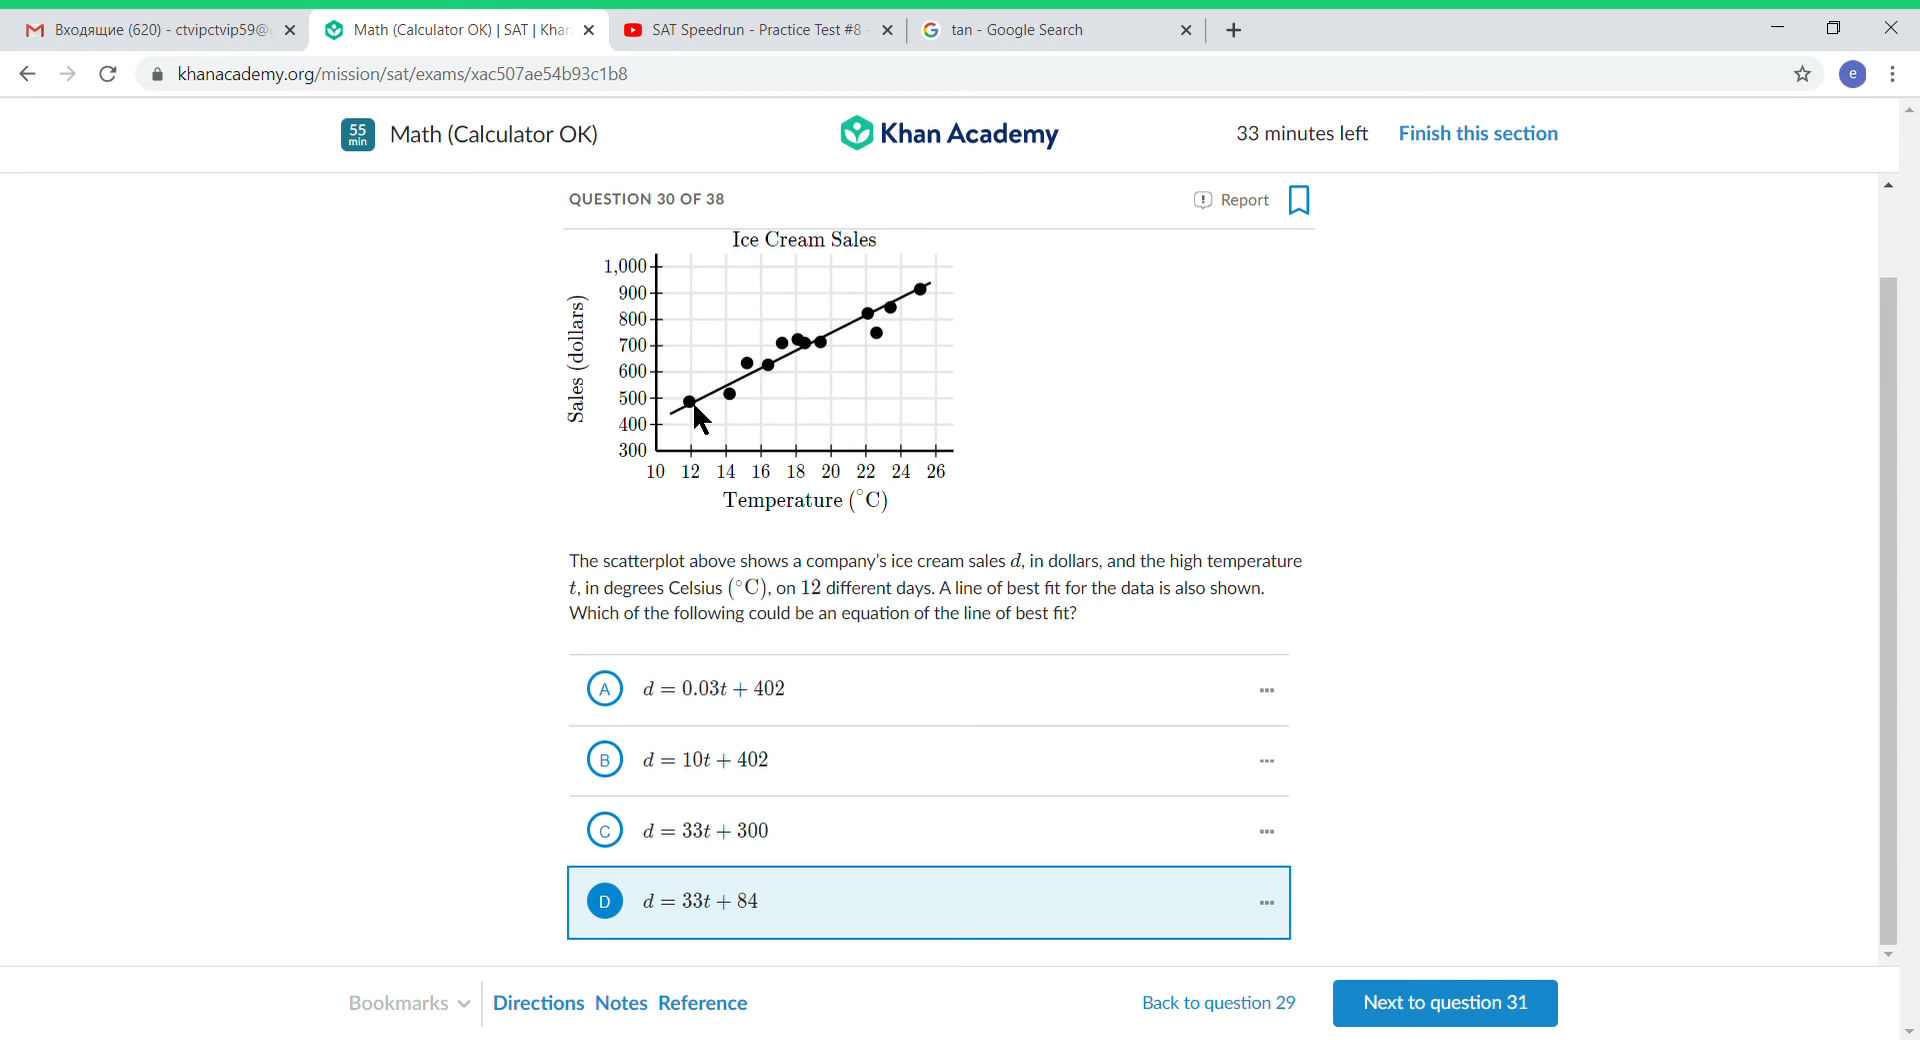 Входящие (620) - ctvipctvip59@
Math (Calculator OK) | SAT | Khan
SAT Speedrun - Practice Test #8
tan - Google Search
khanacademy.org/mission/sat/exams/xac507ae54b93c1b8
e
55 min
Math (Calculator OK)
Khan Academy
33 minutes left
Finish this section
QUESTION 30 OF 38
Report
Ice Cream Sales
1,000
900
800
700
600
500
400
300
Sales (dollars)
10 12 14 16 18 20 22 24 26
Temperature (°C)
The scatterplot above shows a company's ice cream sales d, in dollars, and the high temperature
t, in degrees Celsius (°C), on 12 different days. A line of best fit for the data is also shown.
Which of the following could be an equation of the line of best fit?
A d = 0.03t + 402
B d = 10t + 402
C d = 33t + 300
D d = 33t + 84
Bookmarks
Directions Notes Reference
Back to question 29
Next to question 31